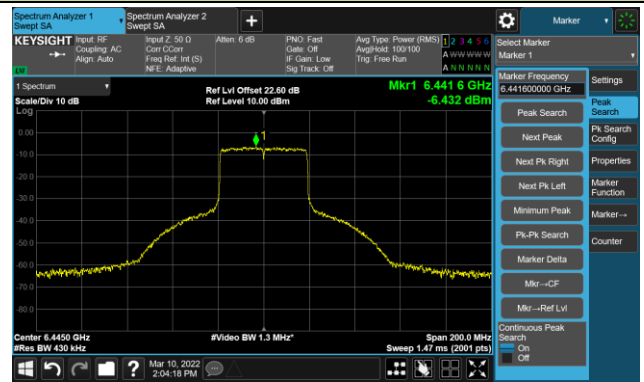 Spectrum Analyzer 1
Swept SA
Spectrum Analyzer 2
Swept SA
+
Marker
KEYSIGHT
Input: RF
Coupling: AC
Align: Auto
Input Z: 50 Ω
Corr CCorr
Freq Ref: Int (S)
NFE: Adaptive
Atten: 6 dB
PNO: Fast
Gate: Off
IF Gain: Low
Sig Track: Off
Avg Type: Power (RMS)
Avg|Hold: 100/100
Trig: Free Run
1 2 3 4 5 6
A W W W W W
A N N N N N
LXI
Select Marker
Marker 1
1 Spectrum
Scale/Div 10 dB
Log
Ref Lvl Offset 22.60 dB
Ref Level 10.00 dBm
Mkr1 6.441 6 GHz
-6.432 dBm
0.00
-10.0
-20.0
-30.0
-40.0
-50.0
-60.0
-70.0
-80.0
1
Center 6.4450 GHz
#Res BW 430 kHz
#Video BW 1.3 MHz*
Span 200.0 MHz
Sweep 1.47 ms (2001 pts)
Marker Frequency
6.441600000 GHz
Peak Search
Next Peak
Next Pk Right
Next Pk Left
Minimum Peak
Pk-Pk Search
Marker Delta
Mkr→CF
Mkr→Ref Lvl
Continuous Peak
Search
On
Off
Settings
Peak
Search
Pk Search
Config
Properties
Marker
Function
Marker→
Counter
?
Mar 10, 2022
2:04:18 PM